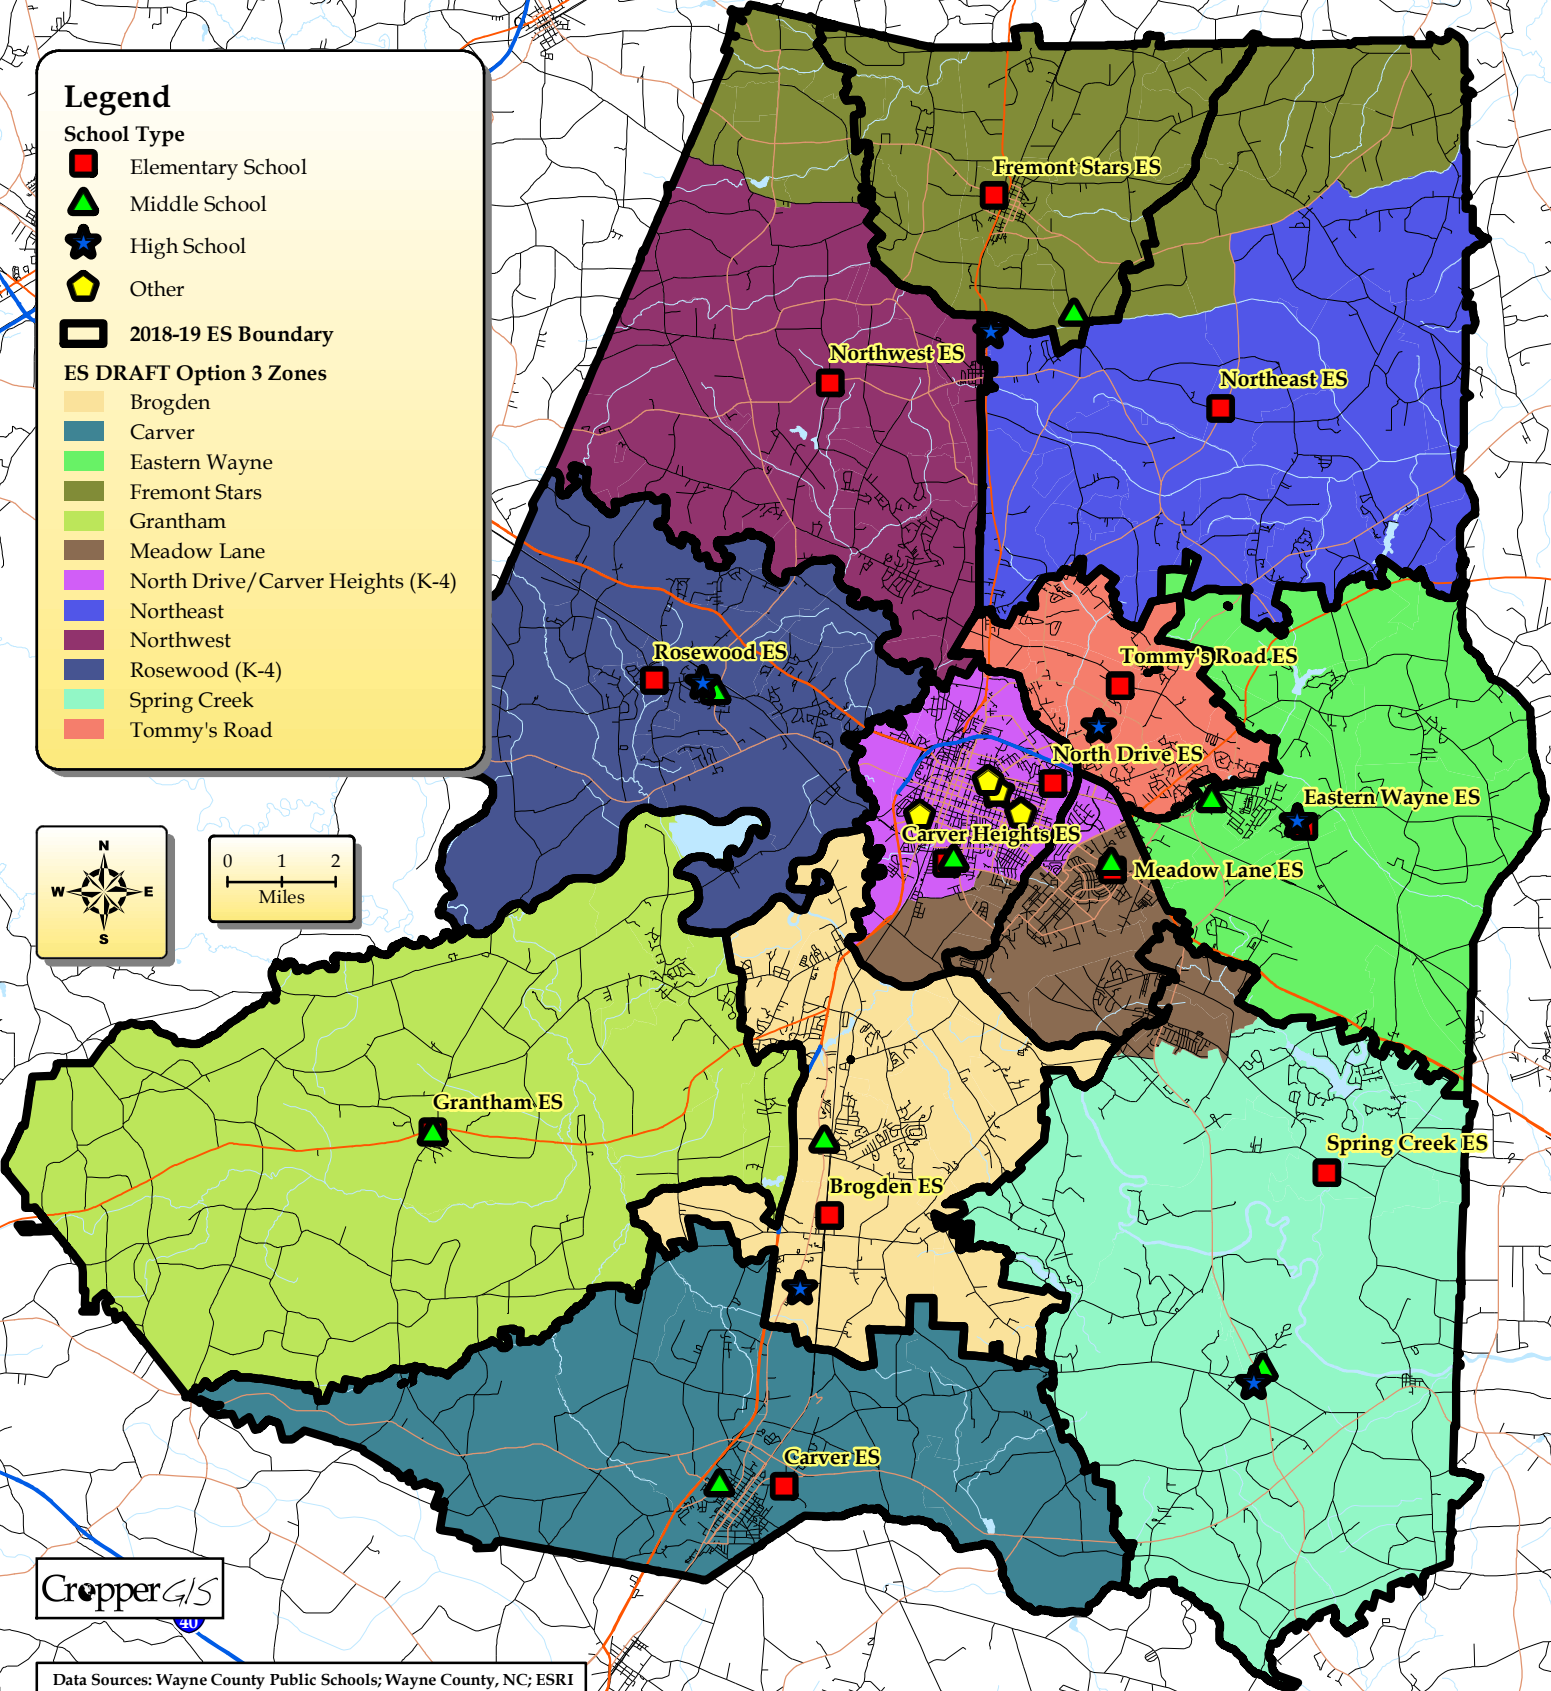 Legend
School Type
Elementary School
Middle School
High School
Other
2018-19 ES Boundary
ES DRAFT Option 3 Zones
Brogden
Carver
Eastern Wayne
Fremont Stars
Grantham
Meadow Lane
North Drive/Carver Heights (K-4)
Northeast
Northwest
Rosewood (K-4)
Spring Creek
Tommy's Road
N
W E
S
0 1 2
Miles
Fremont Stars ES
Northwest ES
Northeast ES
Rosewood ES
Tommy's Road ES
North Drive ES
Eastern Wayne ES
Carver Heights ES
Meadow Lane ES
Grantham ES
Spring Creek ES
Brogden ES
Carver ES
Cropper GIS
40
Data Sources: Wayne County Public Schools; Wayne County, NC; ESRI